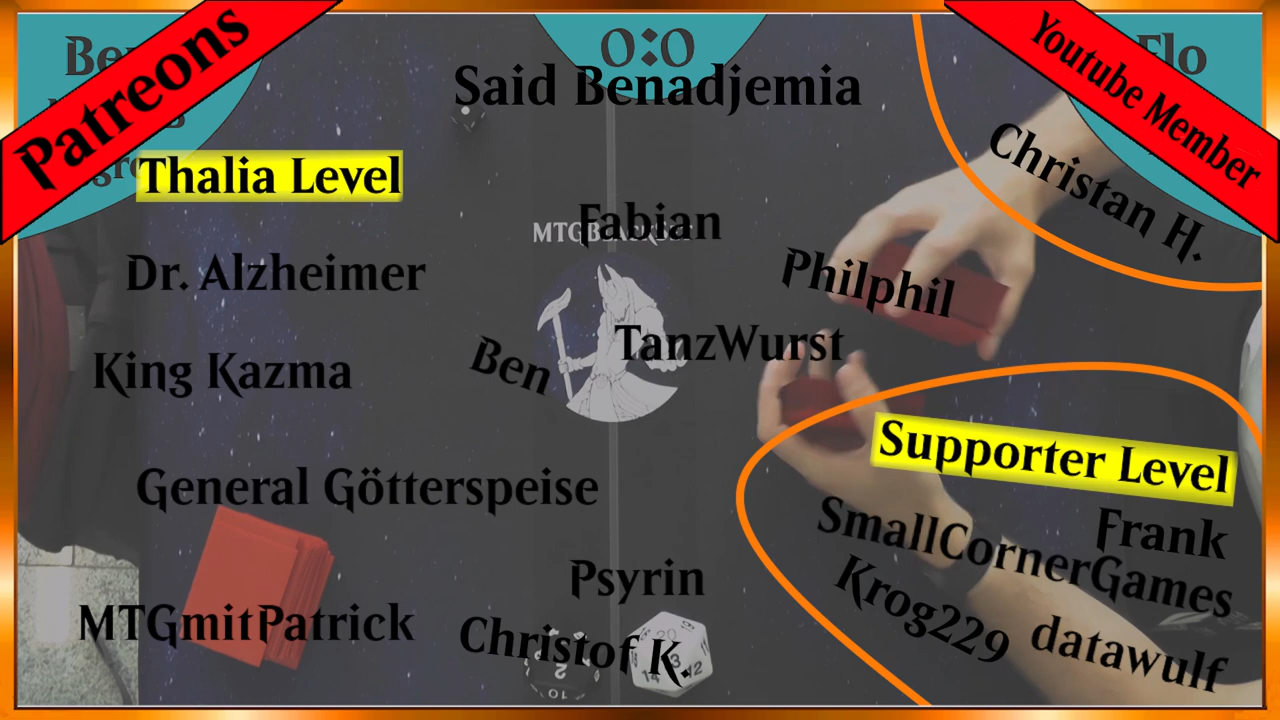 Patreons
0:0
Youtube Member
Flo
Said Benadjemia
Thalia Level
Christan H.
Fabian
Dr. Alzheimer
Philphil
TanzWurst
Ben
King Kazma
Supporter Level
General Götterspeise
Frank
SmallCornerGames
Psyrin
Krog229
MTGmitPatrick
Christof K.
datawulf